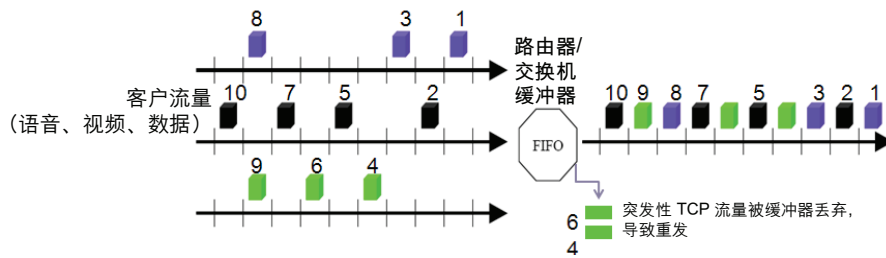 8 3 1
路由器/
交换机
缓冲器
客户流量
（语音、视频、数据）
10 7 5 2
10 9 8 7 5 3 2 1
FIFO
9 6 4
6
4
突发性 TCP 流量被缓冲器丢弃，
导致重发